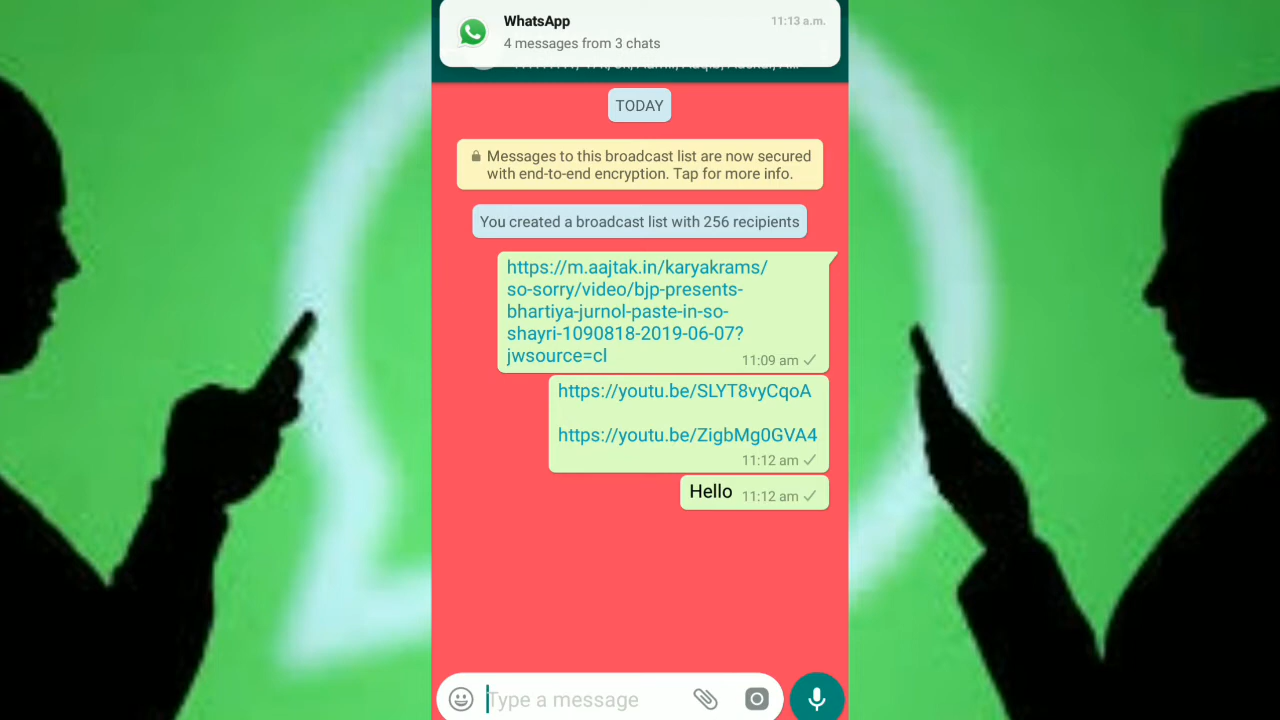 WhatsApp 11:13 a.m.
4 messages from 3 chats
TODAY
Messages to this broadcast list are now secured
with end-to-end encryption. Tap for more info.
You created a broadcast list with 256 recipients
https://m.aajtak.in/karyakrams/
so-sorry/video/bjp-presents-
bhartiya-jurnol-paste-in-so-
shayri-1090818-2019-06-07?
jwsource=cl
11:09 am
https://youtu.be/SLYT8vyCqoA
https://youtu.be/ZigbMg0GVA4
11:12 am
Hello 11:12 am
Type a message